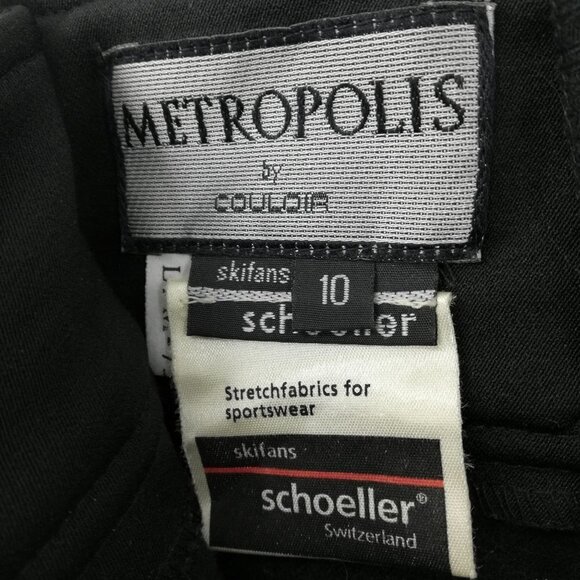 METROPOLIS
by
COULOIR
skifans
10
schoeller
Stretchfabrics for
sportswear
skifans
schoeller®
Switzerland